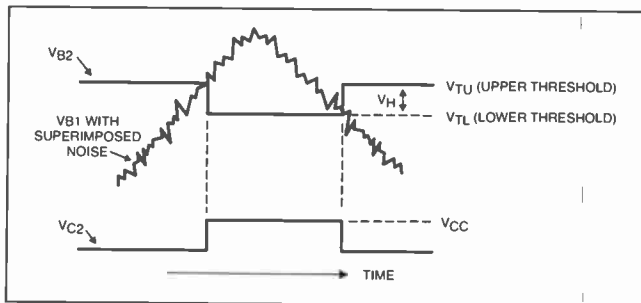 VB2
VTU (UPPER THRESHOLD)
VH
VTL (LOWER THRESHOLD)
VB1 WITH
SUPERIMPOSED
NOISE
VCC
VC2
TIME